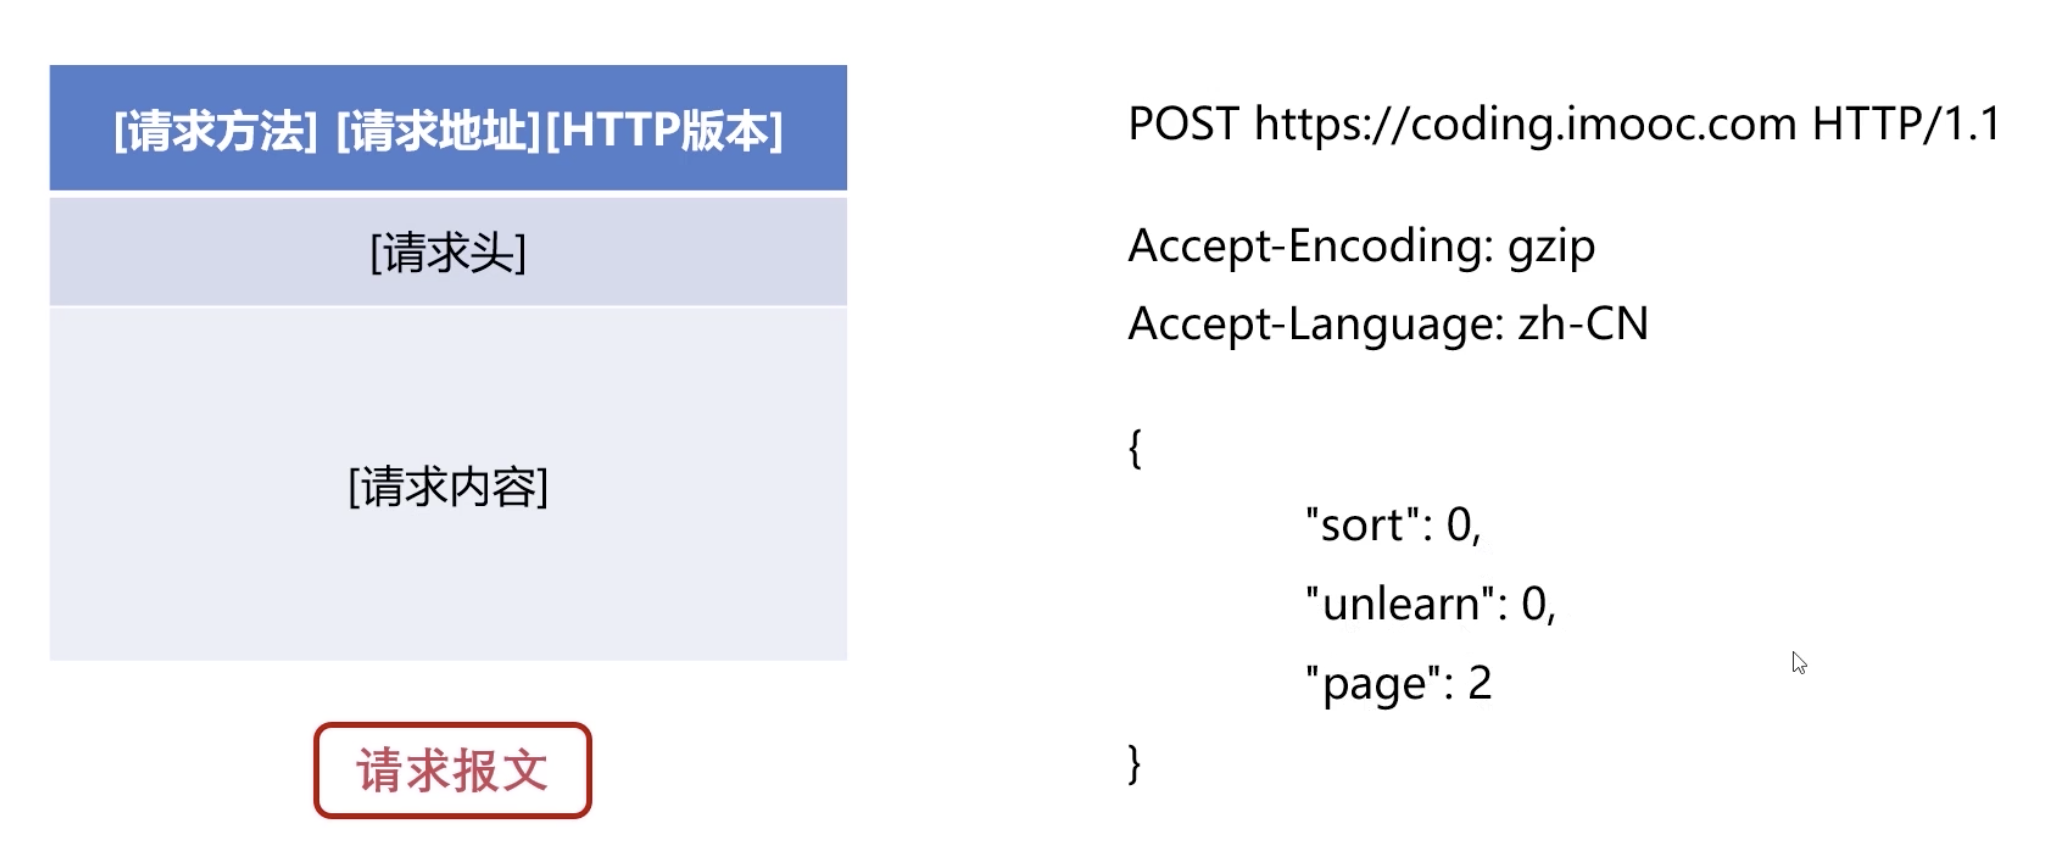 [请求方法] [请求地址][HTTP版本]
[请求头]
[请求内容]
请求报文
POST https://coding.imooc.com HTTP/1.1
Accept-Encoding: gzip
Accept-Language: zh-CN
{
"sort": 0,
"unlearn": 0,
"page": 2
}